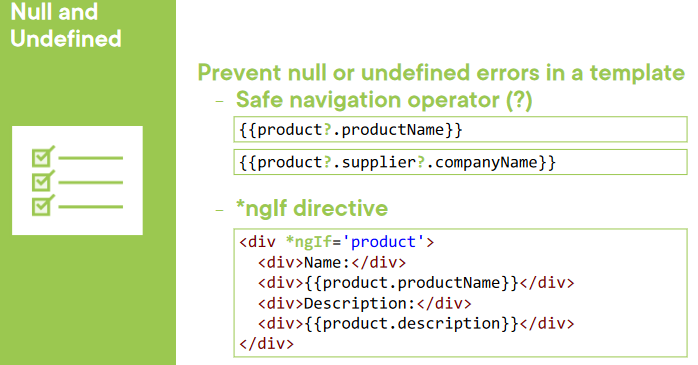 Null and
Undefined
Prevent null or undefined errors in a template
– Safe navigation operator (?)
{{product?.productName}}
{{product?.supplier?.companyName}}
– *ngIf directive
<div *ngIf='product'>
  <div>Name:</div>
  <div>{{product.productName}}</div>
  <div>Description:</div>
  <div>{{product.description}}</div>
</div>